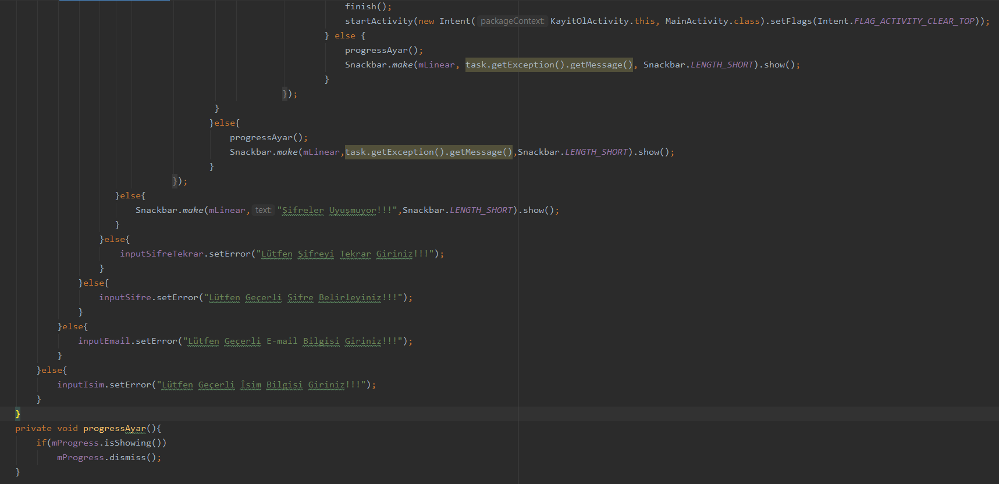 finish();
startActivity(new Intent( packageContext: KayitOlActivity.this, MainActivity.class).setFlags(Intent.FLAG_ACTIVITY_CLEAR_TOP));
} else {
progressAyar();
Snackbar.make(mLinear, task.getException().getMessage(), Snackbar.LENGTH_SHORT).show();
}
});
}
}else{
progressAyar();
Snackbar.make(mLinear,task.getException().getMessage(),Snackbar.LENGTH_SHORT).show();
}
});
}else{
Snackbar.make(mLinear, text: "Şifreler Uyuşmuyor!!!",Snackbar.LENGTH_SHORT).show();
}
}else{
inputSifreTekrar.setError("Lütfen Şifreyi Tekrar Giriniz!!!");
}
}else{
inputSifre.setError("Lütfen Geçerli Şifre Belirleyiniz!!!");
}
}else{
inputEmail.setError("Lütfen Geçerli E-mail Bilgisi Giriniz!!!");
}
}else{
inputIsim.setError("Lütfen Geçerli İsim Bilgisi Giriniz!!!");
}
}
private void progressAyar(){
if(mProgress.isShowing())
mProgress.dismiss();
}